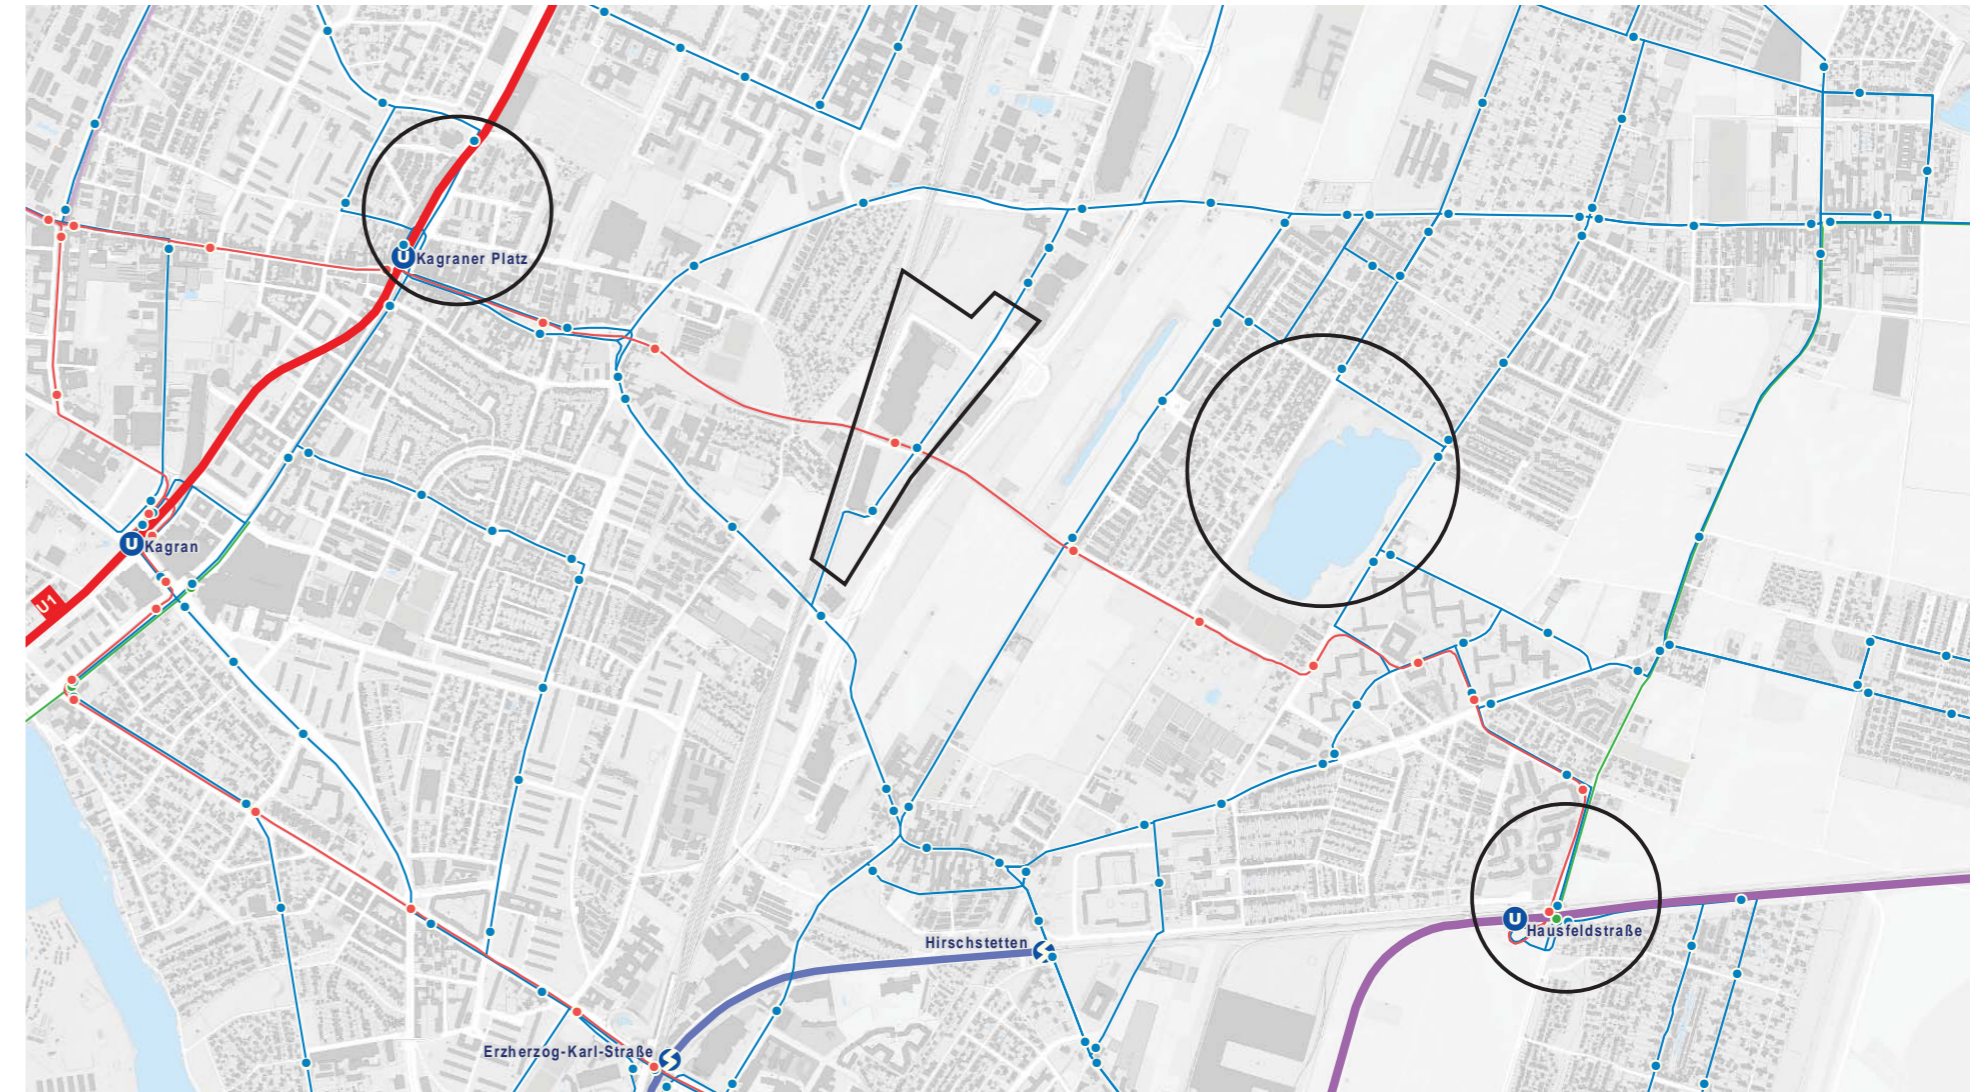 U Kagraner Platz
U Kagran
U1
Hirschstetten
U Hausfeldstraße
Erzherzog-Karl-Straße